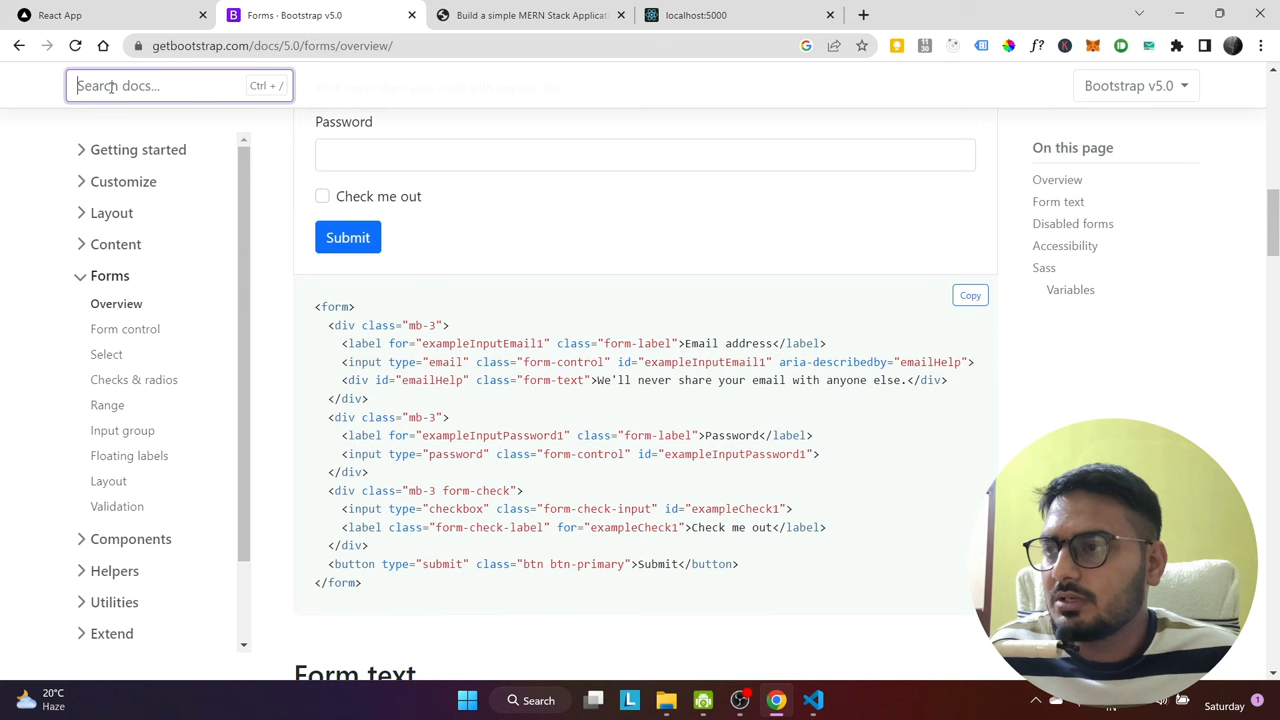 React App
Forms · Bootstrap v5.0
Build a simple MERN Stack Applicat
localhost:5000
getbootstrap.com/docs/5.0/forms/overview/
Search docs...
Ctrl + /
Bootstrap v5.0
Getting started
Customize
Layout
Content
Forms
Overview
Form control
Select
Checks & radios
Range
Input group
Floating labels
Layout
Validation
Components
Helpers
Utilities
Extend
Password
Check me out
Submit
Copy
<form>
<div class="mb-3">
<label for="exampleInputEmail1" class="form-label">Email address</label>
<input type="email" class="form-control" id="exampleInputEmail1" aria-describedby="emailHelp">
<div id="emailHelp" class="form-text">We'll never share your email with anyone else.</div>
</div>
<div class="mb-3">
<label for="exampleInputPassword1" class="form-label">Password</label>
<input type="password" class="form-control" id="exampleInputPassword1">
</div>
<div class="mb-3 form-check">
<input type="checkbox" class="form-check-input" id="exampleCheck1">
<label class="form-check-label" for="exampleCheck1">Check me out</label>
</div>
<button type="submit" class="btn btn-primary">Submit</button>
</form>
Form text
On this page
Overview
Form text
Disabled forms
Accessibility
Sass
Variables
20°C
Haze
Search
Saturday
1